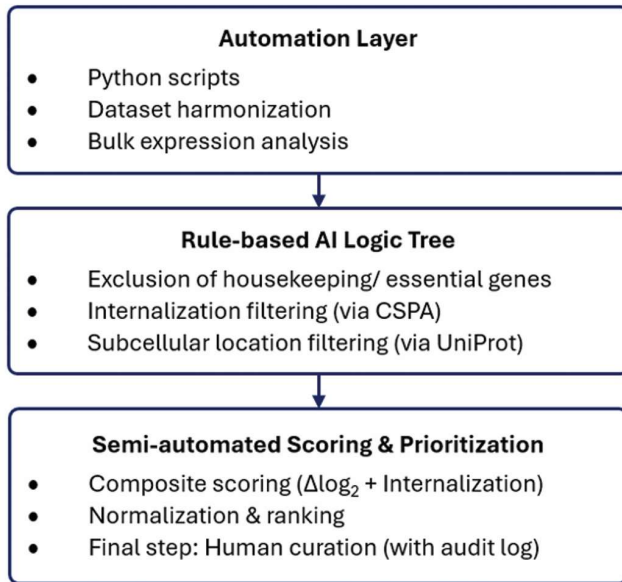 Automation Layer
• Python scripts
• Dataset harmonization
• Bulk expression analysis
Rule-based AI Logic Tree
• Exclusion of housekeeping/ essential genes
• Internalization filtering (via CSPA)
• Subcellular location filtering (via UniProt)
Semi-automated Scoring & Prioritization
• Composite scoring (Δlog₂ + Internalization)
• Normalization & ranking
• Final step: Human curation (with audit log)